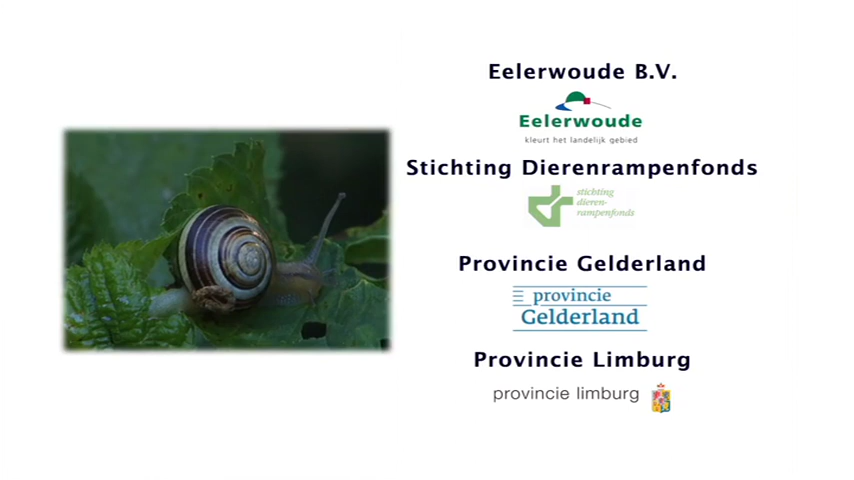 Eelerwoude B.V.
Eelerwoude
kleurt het landelijk gebied
Stichting Dierenrampenfonds
stichting
dieren-
rampenfonds
Provincie Gelderland
provincie
Gelderland
Provincie Limburg
provincie limburg